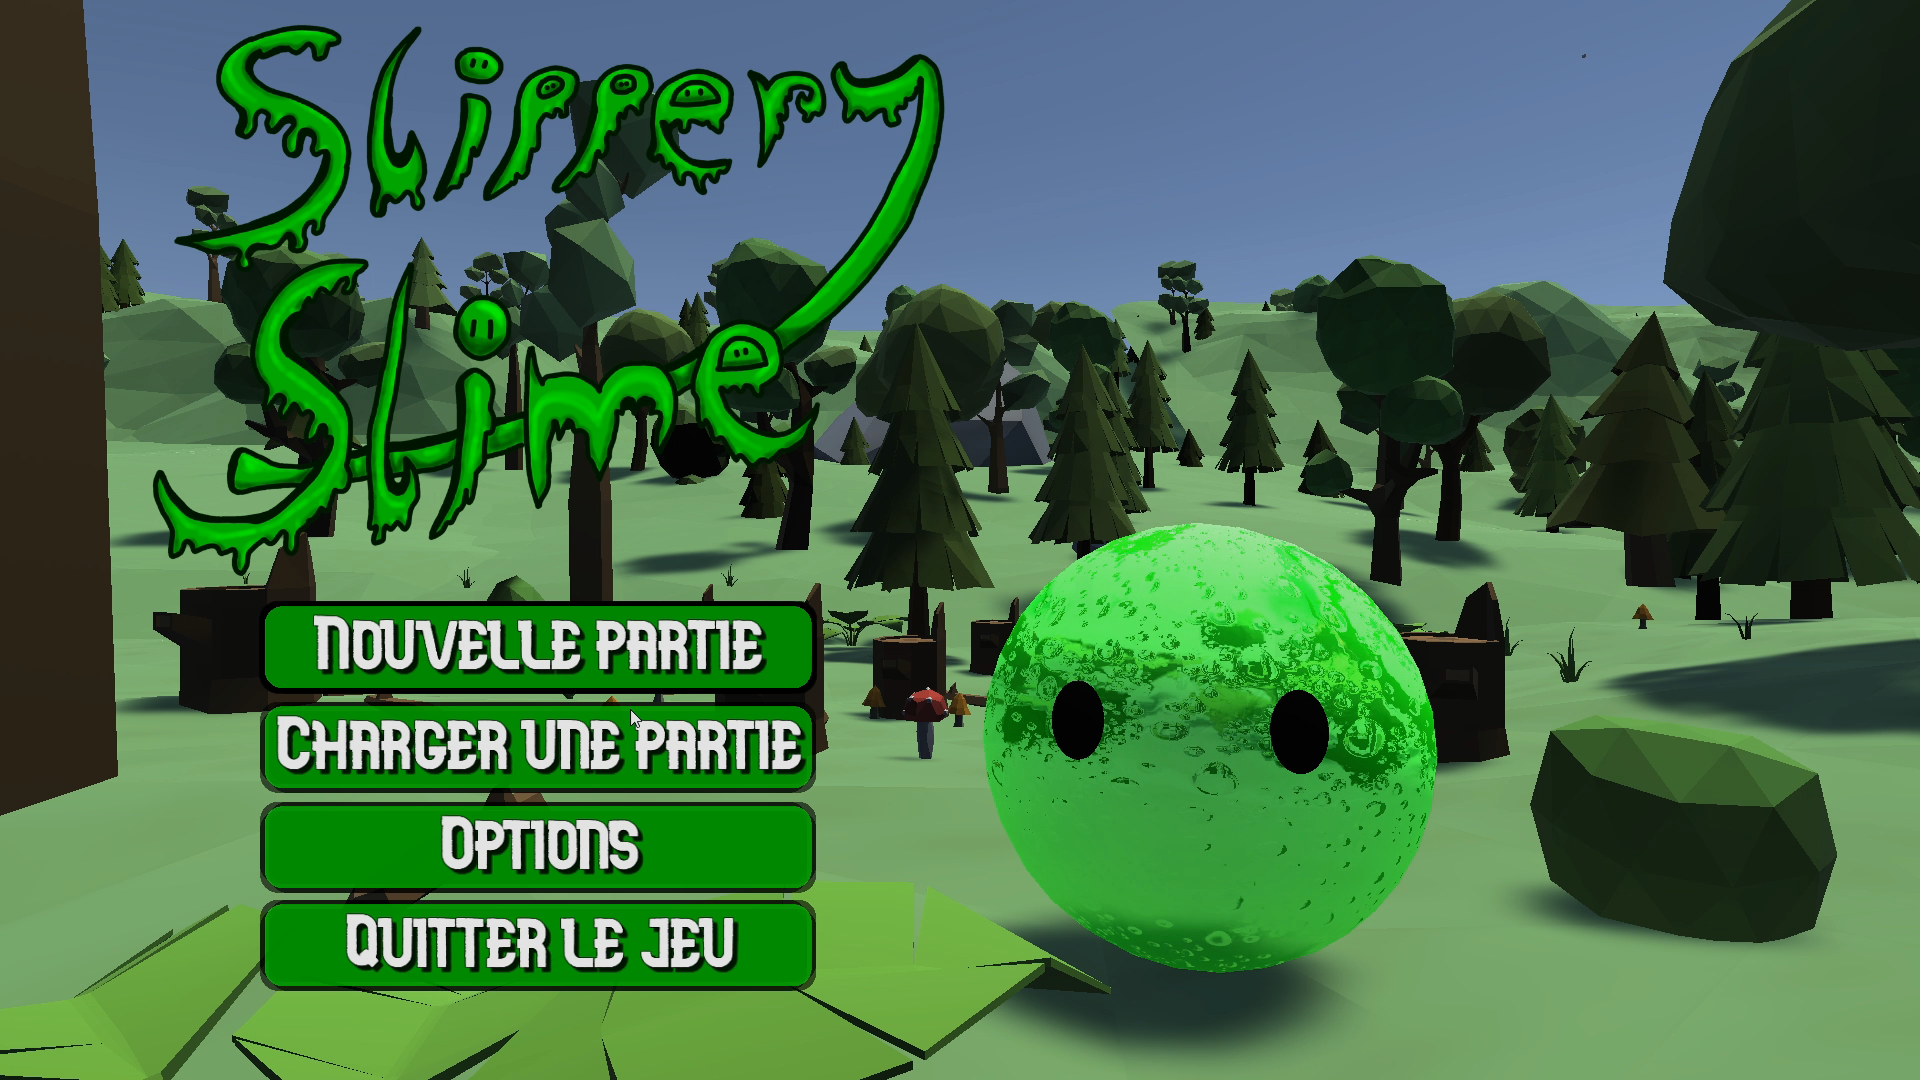 Slippery
Slime
Nouvelle partie
Charger une partie
Options
Quitter le jeu